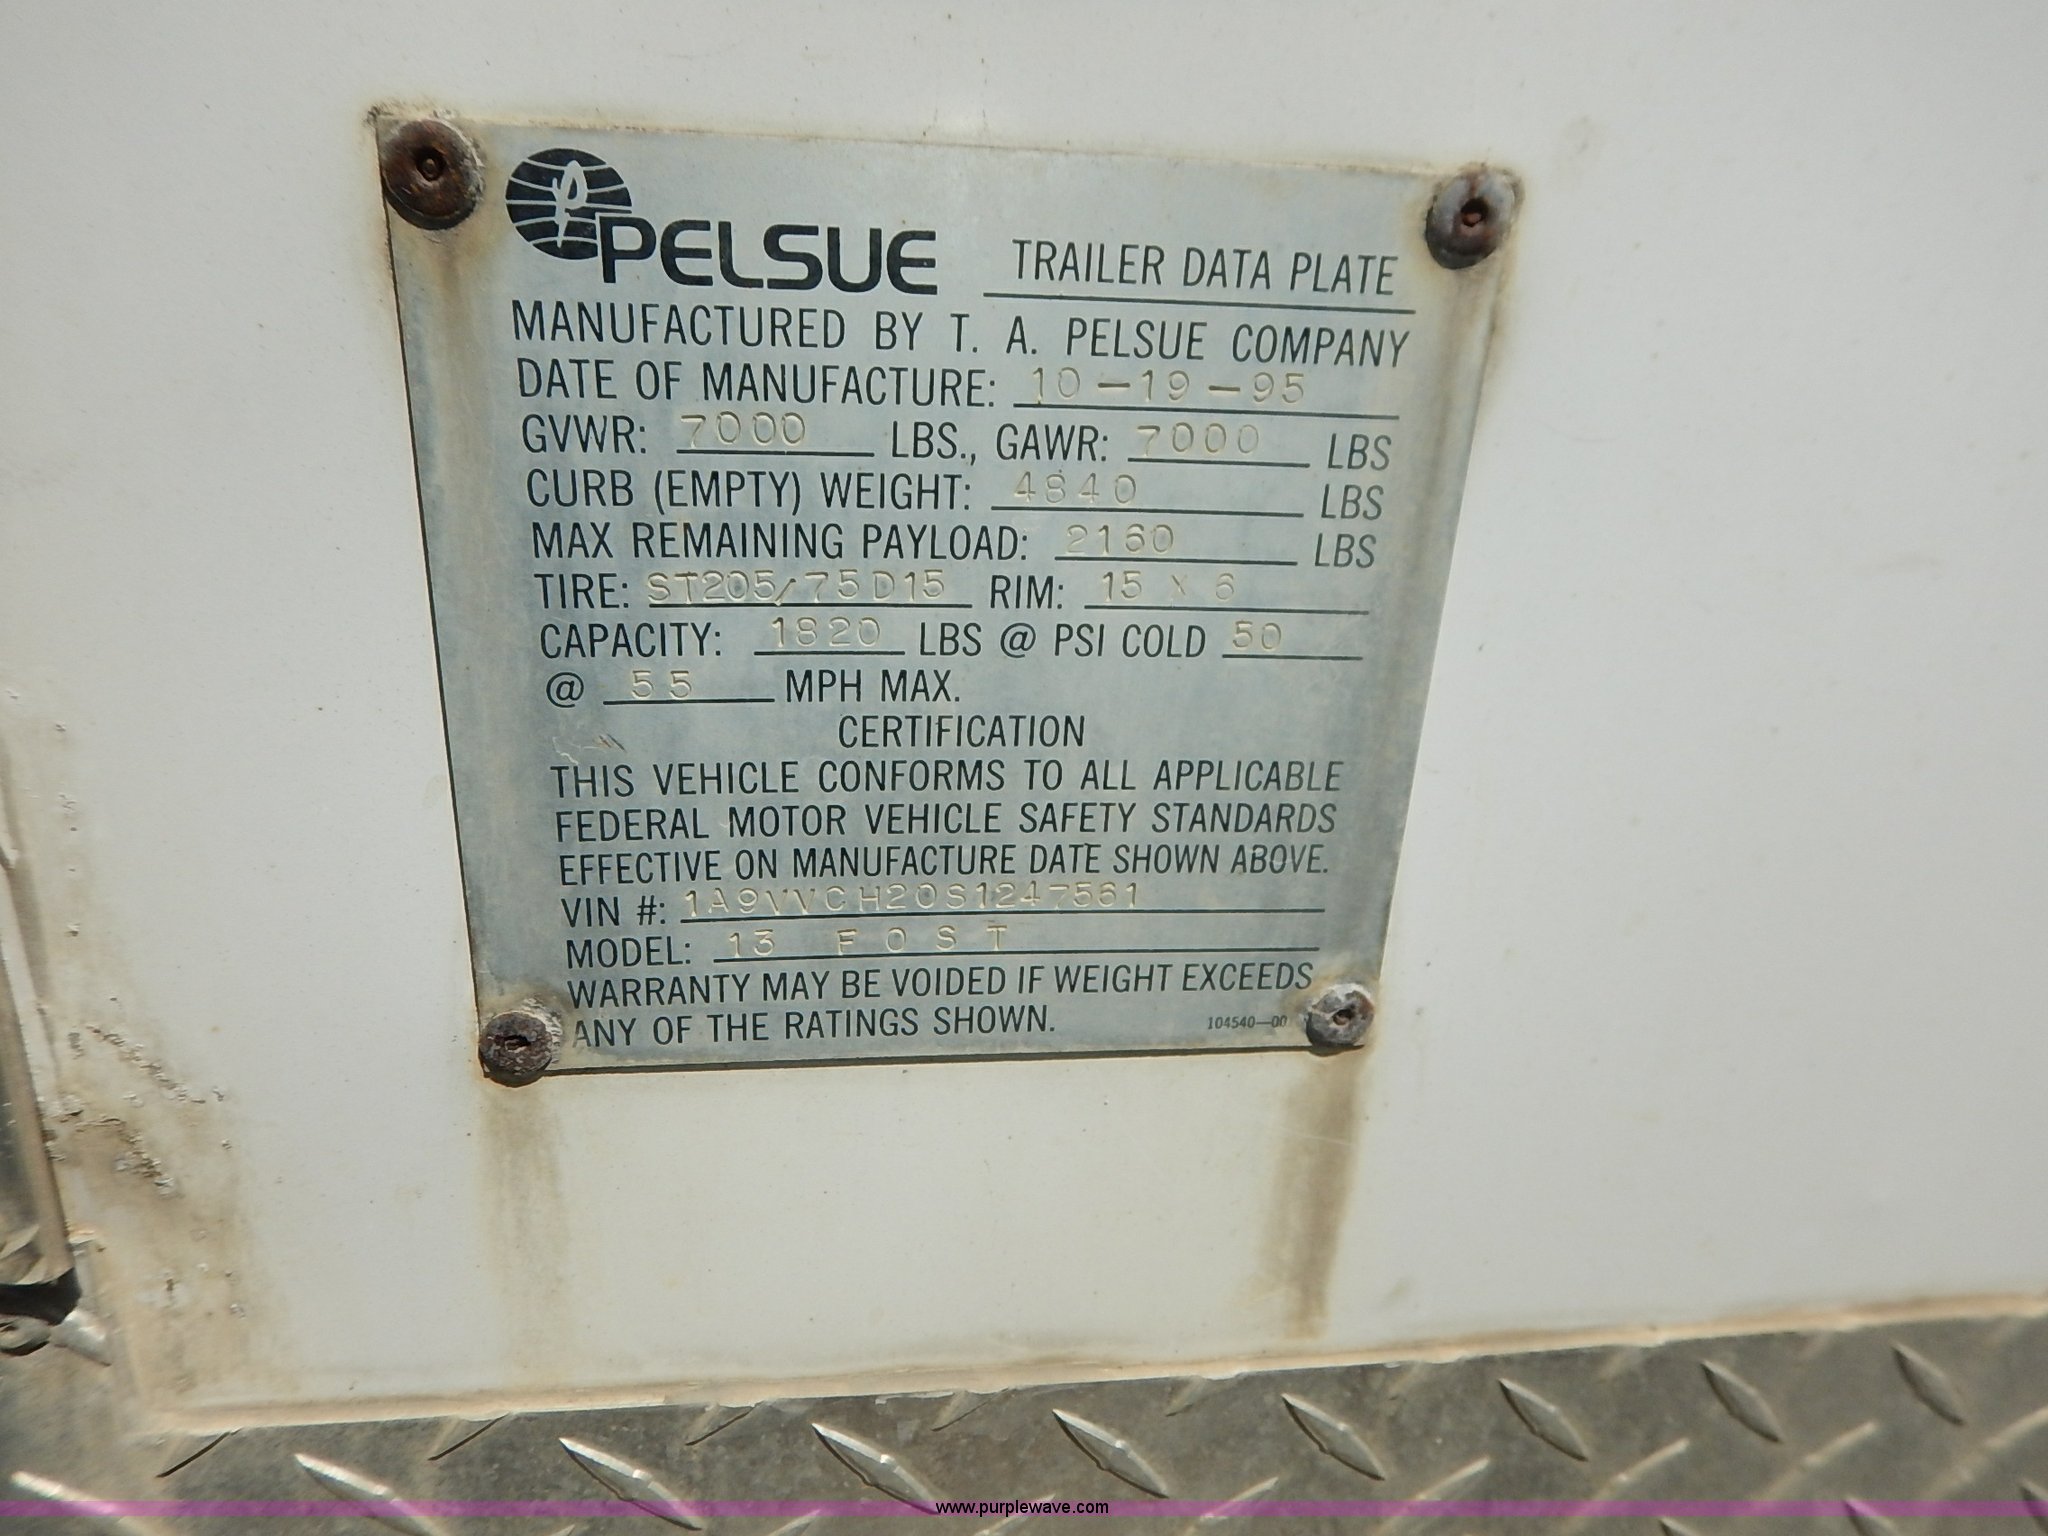 PELSUE TRAILER DATA PLATE
MANUFACTURED BY T. A. PELSUE COMPANY
DATE OF MANUFACTURE: 10-19-95
GVWR: 7000 LBS., GAWR: 7000 LBS
CURB (EMPTY) WEIGHT: 4840 LBS
MAX REMAINING PAYLOAD: 2160 LBS
TIRE: ST205/75D15 RIM: 15 X 6
CAPACITY: 1820 LBS @ PSI COLD 50
@ 55 MPH MAX.
CERTIFICATION
THIS VEHICLE CONFORMS TO ALL APPLICABLE
FEDERAL MOTOR VEHICLE SAFETY STANDARDS
EFFECTIVE ON MANUFACTURE DATE SHOWN ABOVE.
VIN #: 1A9VVCH20S1247561
MODEL: 13 FOST
WARRANTY MAY BE VOIDED IF WEIGHT EXCEEDS
ANY OF THE RATINGS SHOWN.
104540-00
www.purplewave.com